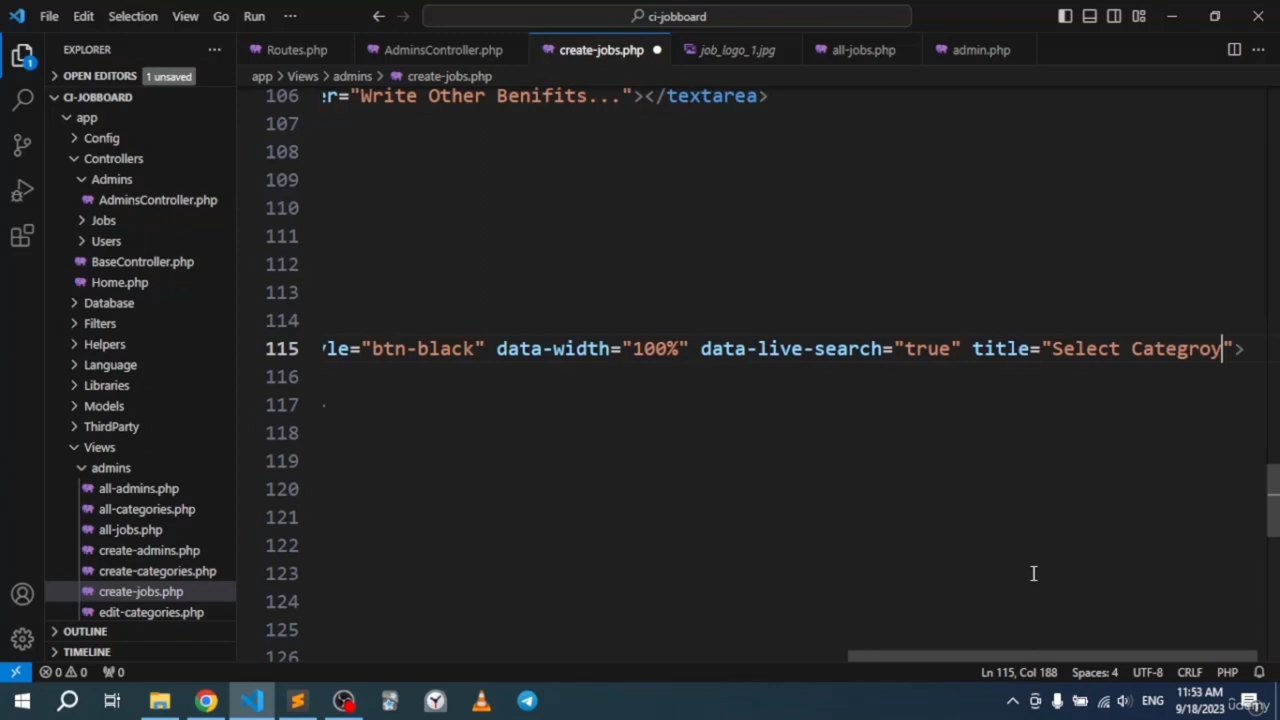 File Edit Selection View Go Run ··· ci-jobboard
EXPLORER ··· Routes.php AdminsController.php create-jobs.php job_logo_1.jpg all-jobs.php admin.php
OPEN EDITORS 1 unsaved
app > Views > admins > create-jobs.php
CI-JOBBOARD
app
Config
Controllers
Admins
AdminsController.php
Jobs
Users
BaseController.php
Home.php
Database
Filters
Helpers
Language
Libraries
Models
ThirdParty
Views
admins
all-admins.php
all-categories.php
all-jobs.php
create-admins.php
create-categories.php
create-jobs.php
edit-categories.php
OUTLINE
TIMELINE
106 er="Write Other Benifits..."></textarea>
107
108
109
110
111
112
113
114
115 yle="btn-black" data-width="100%" data-live-search="true" title="Select Categroy">
116
117
118
119
120
121
122
123
124
125
126
0 0 0 Ln 115, Col 188 Spaces: 4 UTF-8 CRLF PHP
ENG 11:53 AM
9/18/2023
udemy